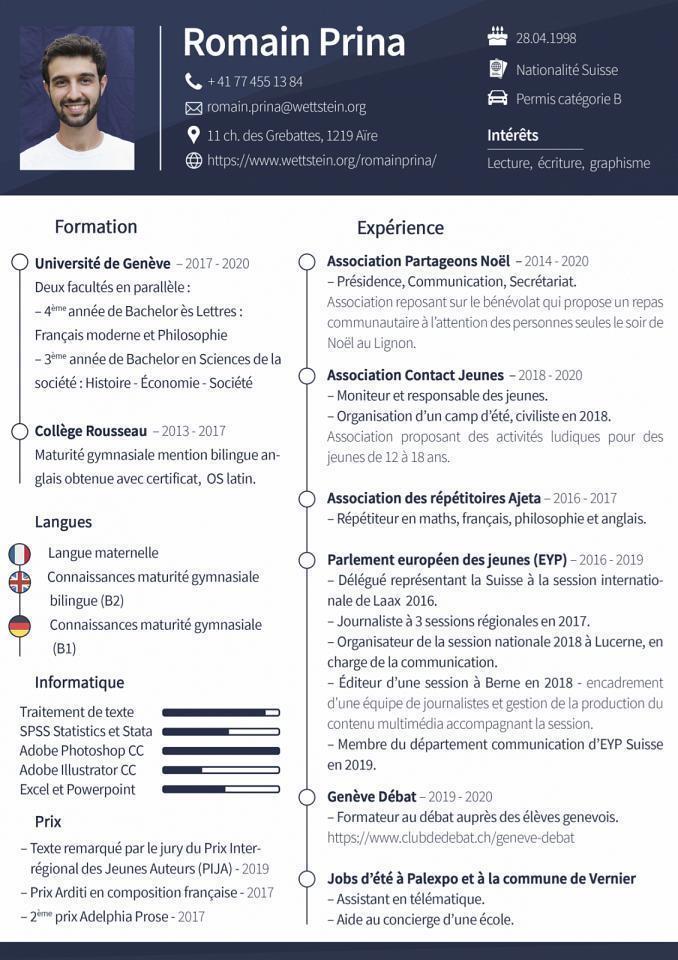 Romain Prina
+ 41 77 455 13 84
romain.prina@wettstein.org
11 ch. des Grebattes, 1219 Aïre
https://www.wettstein.org/romainprina/
28.04.1998
Nationalité Suisse
Permis catégorie B
Intérêts
Lecture, écriture, graphisme
Formation
Université de Genève – 2017 - 2020
Deux facultés en parallèle :
– 4ème année de Bachelor ès Lettres :
Français moderne et Philosophie
– 3ème année de Bachelor en Sciences de la
société : Histoire - Économie - Société
Collège Rousseau – 2013 - 2017
Maturité gymnasiale mention bilingue an-
glais obtenue avec certificat, OS latin.
Langues
Langue maternelle
Connaissances maturité gymnasiale
bilingue (B2)
Connaissances maturité gymnasiale
(B1)
Informatique
Traitement de texte
SPSS Statistics et Stata
Adobe Photoshop CC
Adobe Illustrator CC
Excel et Powerpoint
Prix
– Texte remarqué par le jury du Prix Inter-
régional des Jeunes Auteurs (PIJA) - 2019
– Prix Arditi en composition française - 2017
– 2ème prix Adelphia Prose - 2017
Expérience
Association Partageons Noël – 2014 - 2020
– Présidence, Communication, Secrétariat.
Association reposant sur le bénévolat qui propose un repas
communautaire à l'attention des personnes seules le soir de
Noël au Lignon.
Association Contact Jeunes – 2018 - 2020
– Moniteur et responsable des jeunes.
– Organisation d'un camp d'été, civiliste en 2018.
Association proposant des activités ludiques pour des
jeunes de 12 à 18 ans.
Association des répétitoires Ajeta – 2016 - 2017
– Répétiteur en maths, français, philosophie et anglais.
Parlement européen des jeunes (EYP) – 2016 - 2019
– Délégué représentant la Suisse à la session internatio-
nale de Laax 2016.
– Journaliste à 3 sessions régionales en 2017.
– Organisateur de la session nationale 2018 à Lucerne, en
charge de la communication.
– Éditeur d'une session à Berne en 2018 - encadrement
d'une équipe de journalistes et gestion de la production du
contenu multimédia accompagnant la session.
– Membre du département communication d'EYP Suisse
en 2019.
Genève Débat – 2019 - 2020
– Formateur au débat auprès des élèves genevois.
https://www.clubdedebat.ch/geneve-debat
Jobs d'été à Palexpo et à la commune de Vernier
– Assistant en télématique.
– Aide au concierge d'une école.